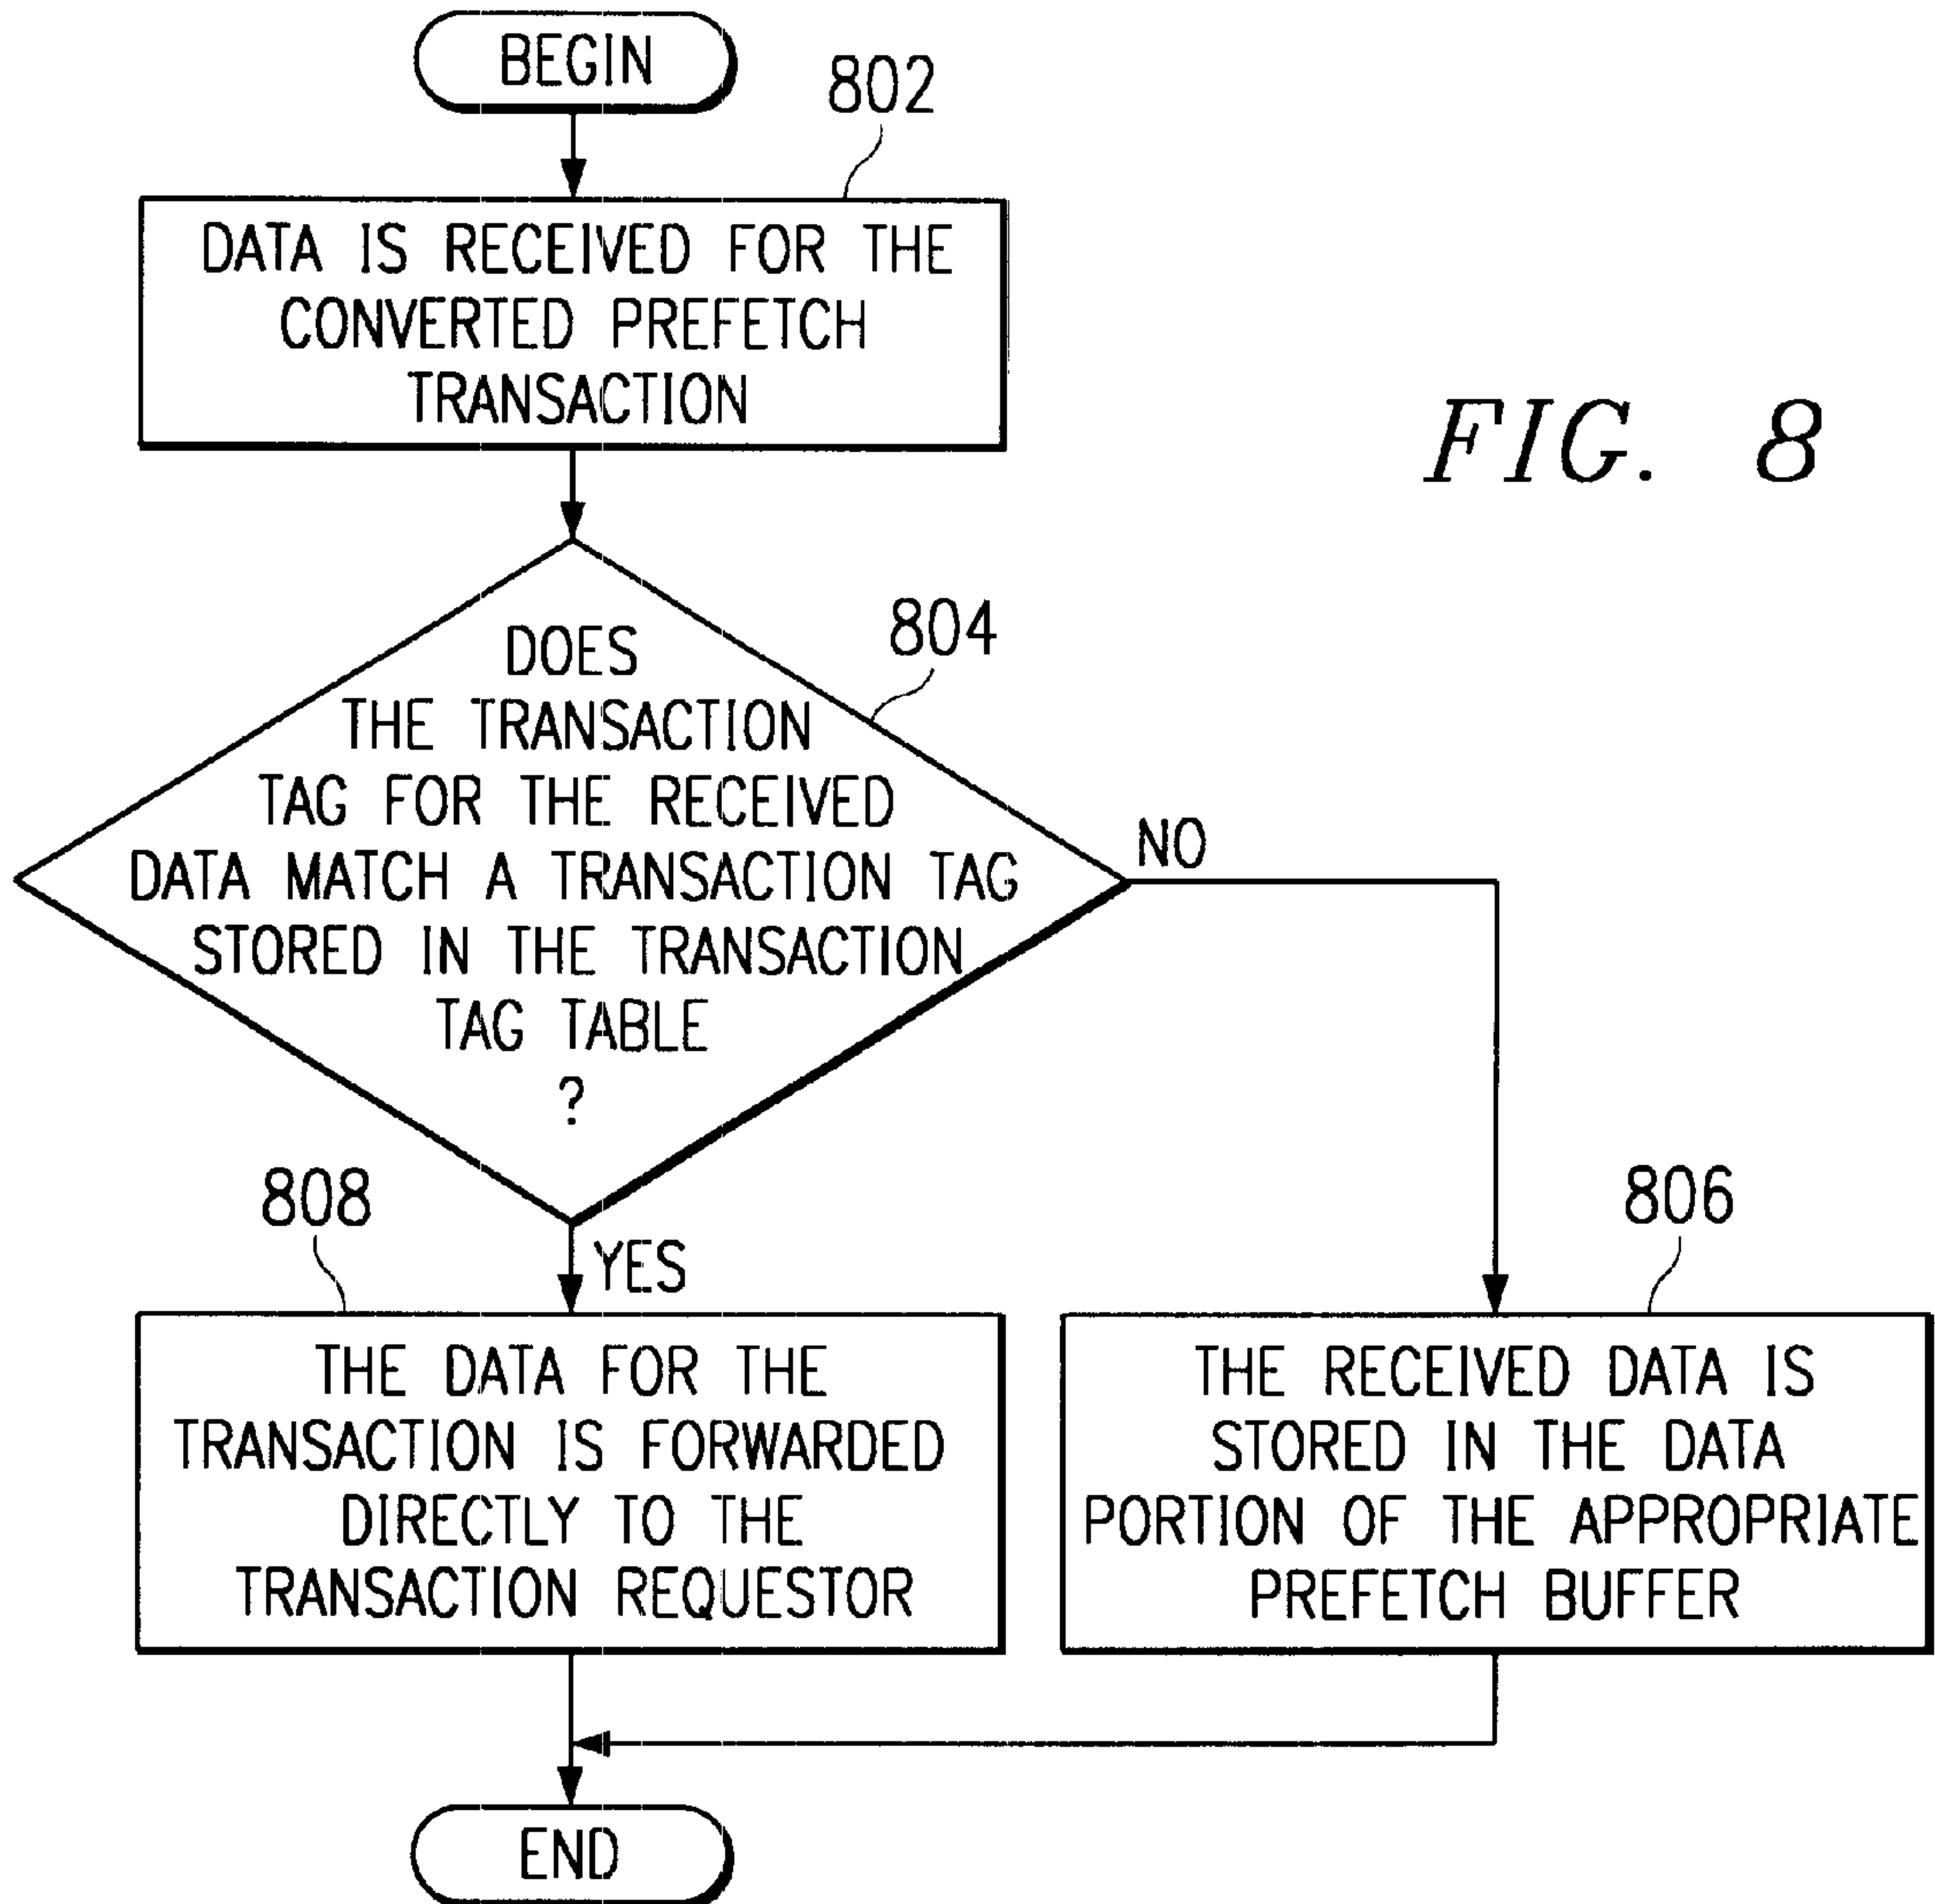 BEGIN
802
DATA IS RECEIVED FOR THE
CONVERTED PREFETCH
TRANSACTION
FIG. 8
804
DOES
THE TRANSACTION
TAG FOR THE RECEIVED
DATA MATCH A TRANSACTION TAG
STORED IN THE TRANSACTION
TAG TABLE
?
NO
YES
808
THE DATA FOR THE
TRANSACTION IS FORWARDED
DIRECTLY TO THE
TRANSACTION REQUESTOR
806
THE RECEIVED DATA IS
STORED IN THE DATA
PORTION OF THE APPROPRIATE
PREFETCH BUFFER
END